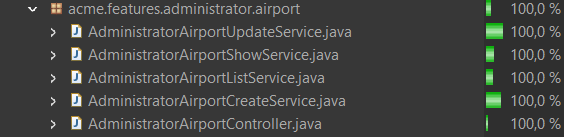 acme.features.administrator.airport 100,0 %
AdministratorAirportUpdateService.java 100,0 %
AdministratorAirportShowService.java 100,0 %
AdministratorAirportListService.java 100,0 %
AdministratorAirportCreateService.java 100,0 %
AdministratorAirportController.java 100,0 %